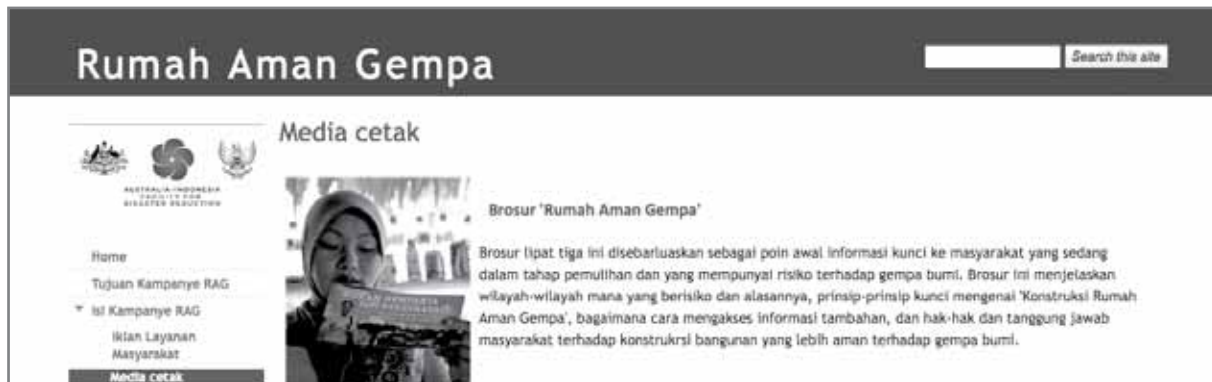 Rumah Aman Gempa
Search this site
AUSTRALIA-INDONESIA
FACILITY FOR
DISASTER REDUCTION
Home
Tujuan Kampanye RAG
Isi Kampanye RAG
Iklan Layanan
Masyarakat
Media cetak
Media cetak
Brosur 'Rumah Aman Gempa'
Brosur lipat tiga ini disebarluaskan sebagai poin awal informasi kunci ke masyarakat yang sedang
dalam tahap pemulihan dan yang mempunyai risiko terhadap gempa bumi. Brosur ini menjelaskan
wilayah-wilayah mana yang berisiko dan alasannya, prinsip-prinsip kunci mengenai 'Konstruksi Rumah
Aman Gempa', bagaimana cara mengakses informasi tambahan, dan hak-hak dan tanggung jawab
masyarakat terhadap konstrukrsi bangunan yang lebih aman terhadap gempa bumi.